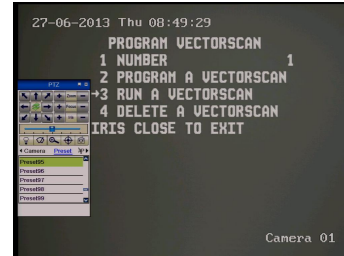 27-06-2013 Thu 08:49:29
PROGRAM VECTORSCAN
1 NUMBER 1
2 PROGRAM A VECTORSCAN
→3 RUN A VECTORSCAN
4 DELETE A VECTORSCAN
IRIS CLOSE TO EXIT
PTZ
Camera Preset
Preset95
Preset96
Preset97
Preset98
Preset99
Camera 01